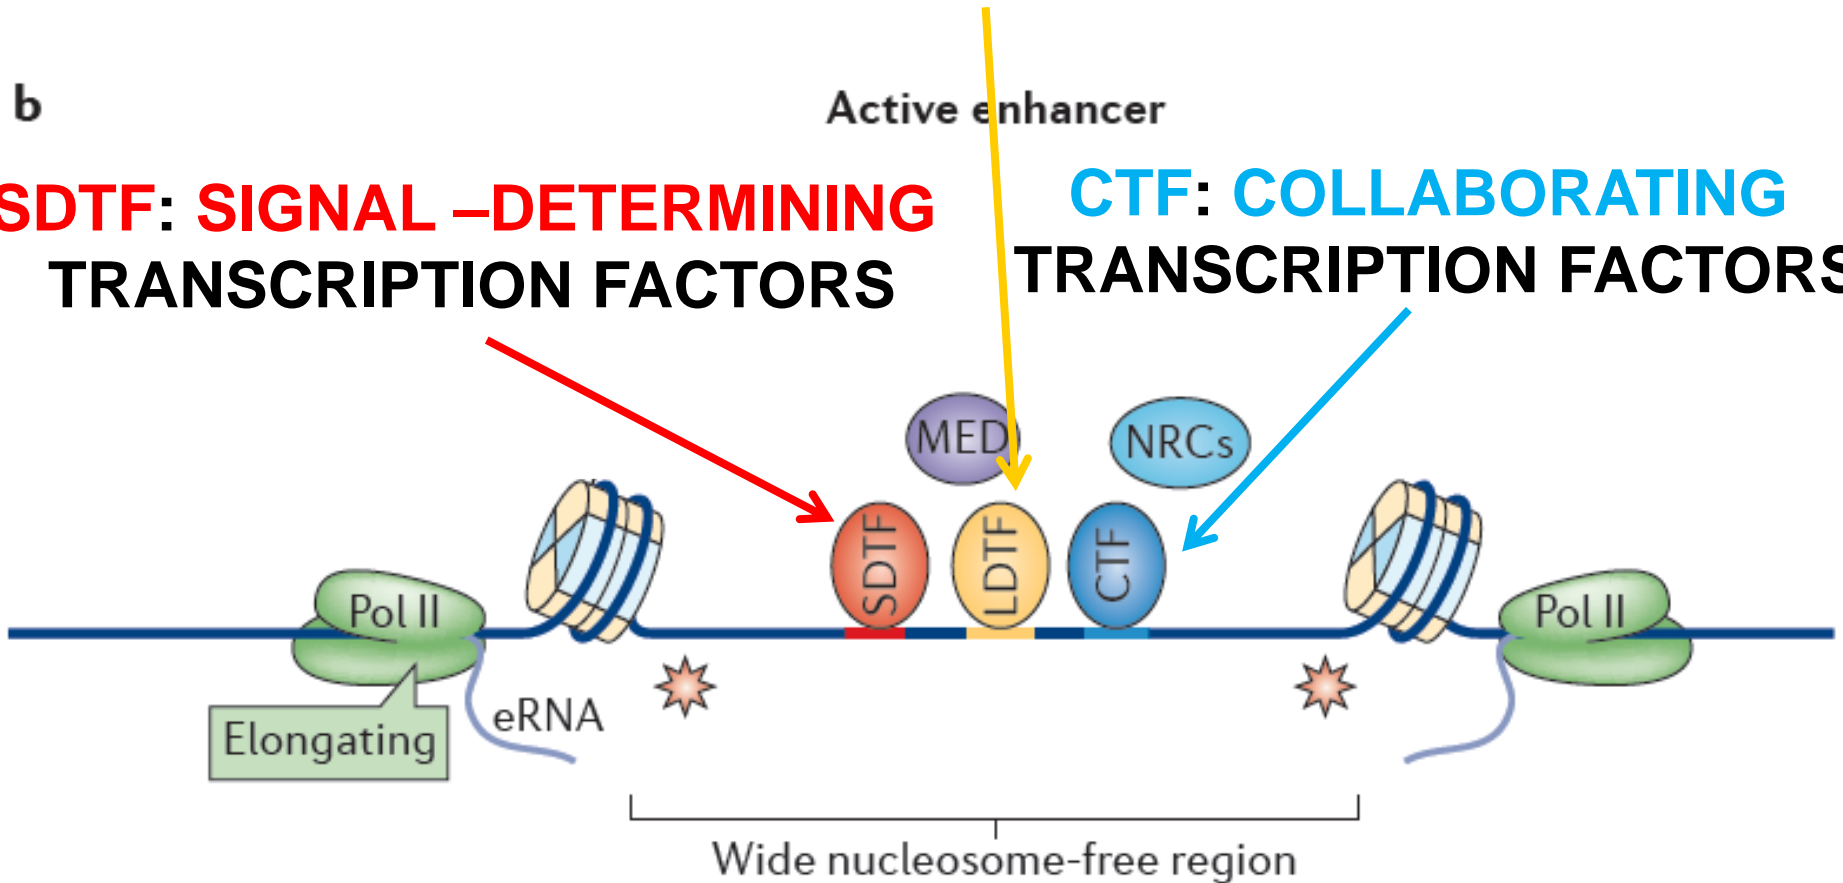 b
Active enhancer
SDTF: SIGNAL –DETERMINING
TRANSCRIPTION FACTORS
CTF: COLLABORATING
TRANSCRIPTION FACTORS
MED
NRCs
SDTF
LDTF
CTF
Pol II
Pol II
Elongating
eRNA
Wide nucleosome-free region